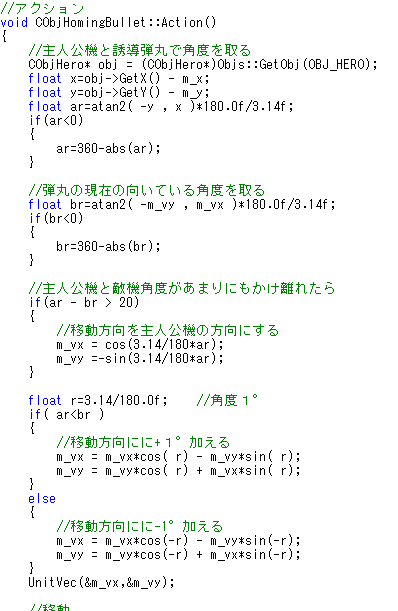 //アクション
void CObjHomingBullet::Action()
{
    //主人公機と誘導弾丸で角度を取る
    CObjHero* obj = (CObjHero*)Objs::GetObj(OBJ_HERO);
    float x=obj->GetX() - m_x;
    float y=obj->GetY() - m_y;
    float ar=atan2( -y , x )*180.0f/3.14f;
    if(ar<0)
    {
        ar=360-abs(ar);
    }

    //弾丸の現在の向いている角度を取る
    float br=atan2( -m_vy , m_vx )*180.0f/3.14f;
    if(br<0)
    {
        br=360-abs(br);
    }

    //主人公機と敵機角度があまりにもかけ離れたら
    if(ar - br > 20)
    {
        //移動方向を主人公機の方向にする
        m_vx = cos(3.14/180*ar);
        m_vy =-sin(3.14/180*ar);
    }

    float r=3.14/180.0f;    //角度１°
    if( ar<br )
    {
        //移動方向にに+１°加える
        m_vx = m_vx*cos( r) - m_vy*sin( r);
        m_vy = m_vy*cos( r) + m_vx*sin( r);
    }
    else
    {
        //移動方向にに-1°加える
        m_vx = m_vx*cos(-r) - m_vy*sin(-r);
        m_vy = m_vy*cos(-r) + m_vx*sin(-r);
    }
    UnitVec(&m_vx,&m_vy);

    //移動